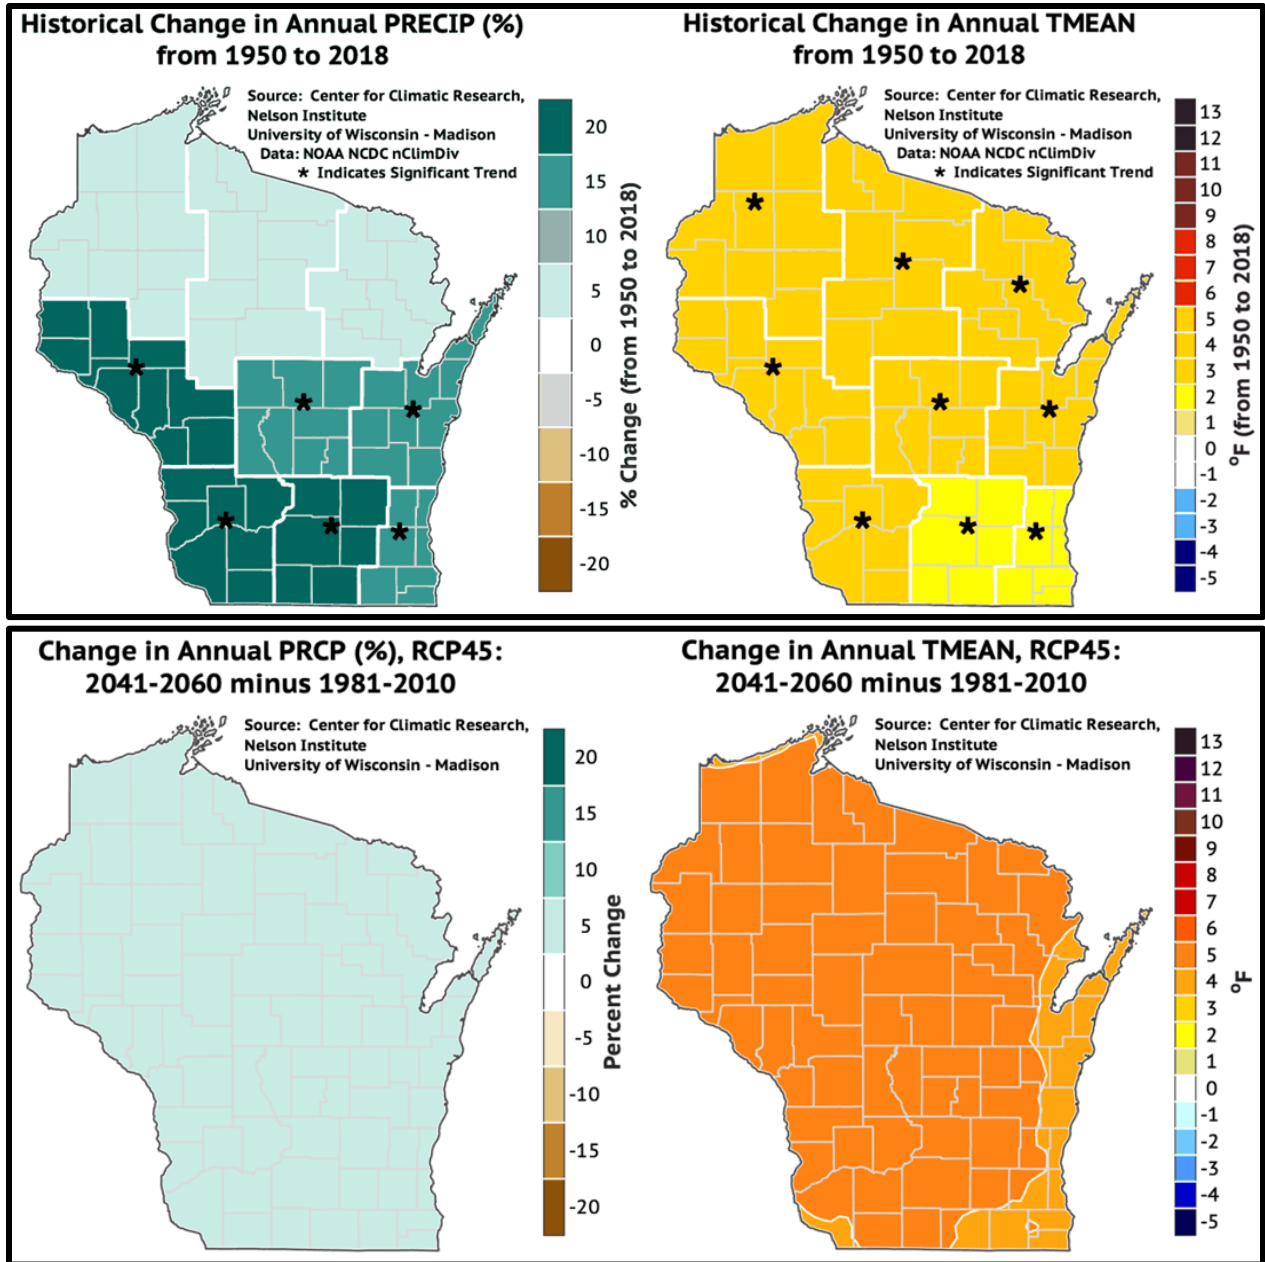 Historical Change in Annual PRECIP (%)
from 1950 to 2018
Source: Center for Climatic Research,
Nelson Institute
University of Wisconsin - Madison
Data: NOAA NCDC nClimDiv
* Indicates Significant Trend
20
15
10
5
0
-5
-10
-15
-20
% Change (from 1950 to 2018)
Historical Change in Annual TMEAN
from 1950 to 2018
Source: Center for Climatic Research,
Nelson Institute
University of Wisconsin - Madison
Data: NOAA NCDC nClimDiv
* Indicates Significant Trend
13
12
11
10
9
8
7
6
5
4
3
2
1
0
-1
-2
-3
-4
-5
ºF (from 1950 to 2018)
Change in Annual PRCP (%), RCP45:
2041-2060 minus 1981-2010
Source: Center for Climatic Research,
Nelson Institute
University of Wisconsin - Madison
20
15
10
5
0
-5
-10
-15
-20
Percent Change
Change in Annual TMEAN, RCP45:
2041-2060 minus 1981-2010
Source: Center for Climatic Research,
Nelson Institute
University of Wisconsin - Madison
13
12
11
10
9
8
7
6
5
4
3
2
1
0
-1
-2
-3
-4
-5
ºF